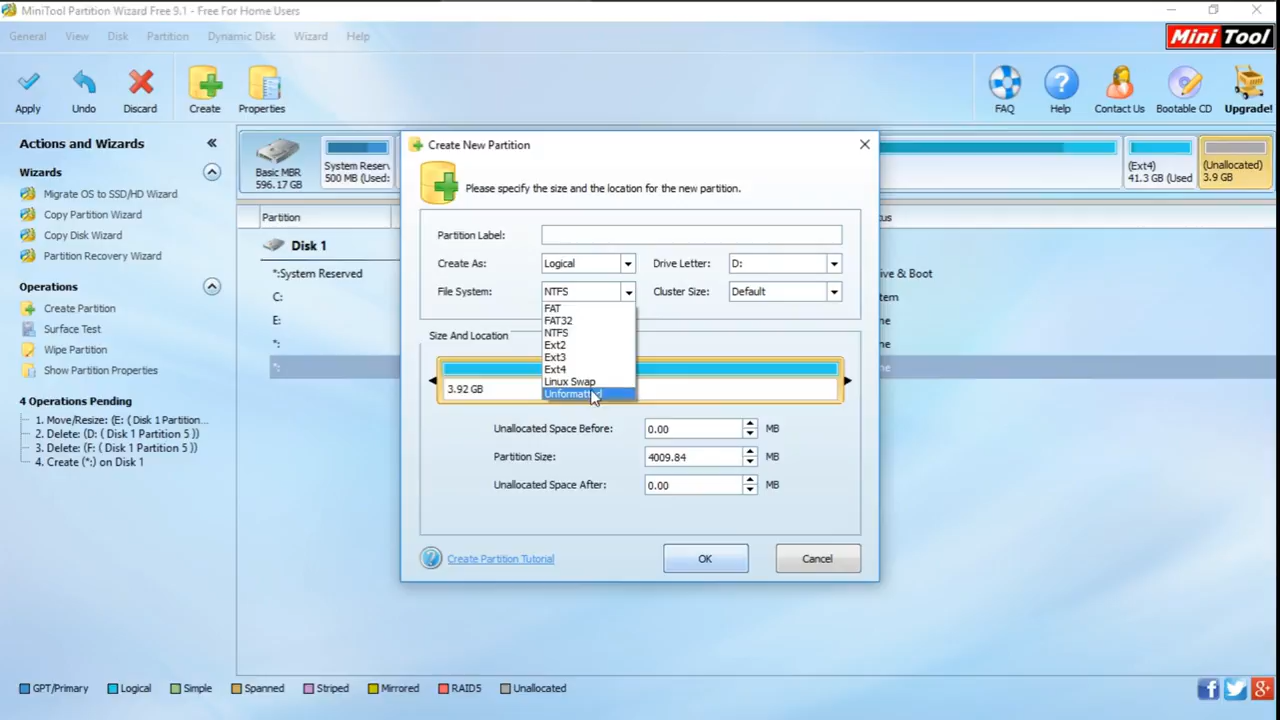 MiniTool Partition Wizard Free 9.1 - Free For Home Users
General View Disk Partition Dynamic Disk Wizard Help
Mini Tool
Apply Undo Discard Create Properties FAQ Help Contact Us Bootable CD Upgrade!
Actions and Wizards
Wizards
Migrate OS to SSD/HD Wizard
Copy Partition Wizard
Copy Disk Wizard
Partition Recovery Wizard
Operations
Create Partition
Surface Test
Wipe Partition
Show Partition Properties
4 Operations Pending
1. Move/Resize: (E: ( Disk 1 Partition...
2. Delete: (D: ( Disk 1 Partition 5 ))
3. Delete: (F: ( Disk 1 Partition 5 ))
4. Create (*:) on Disk 1
Basic MBR
596.17 GB
System Reserv
500 MB (Used:
(Ext4)
41.3 GB (Used
(Unallocated)
3.9 GB
Partition
Disk 1
*:System Reserved
C:
E:
*:
*:
Create New Partition
Please specify the size and the location for the new partition.
Partition Label:
Create As: Logical Drive Letter: D:
File System: NTFS Cluster Size: Default
FAT
FAT32
NTFS
Ext2
Ext3
Ext4
Linux Swap
Size And Location
3.92 GB
Unallocated Space Before: 0.00 MB
Partition Size: 4009.84 MB
Unallocated Space After: 0.00 MB
Create Partition Tutorial
OK Cancel
ve & Boot
GPT/Primary Logical Simple Spanned Striped Mirrored RAID5 Unallocated